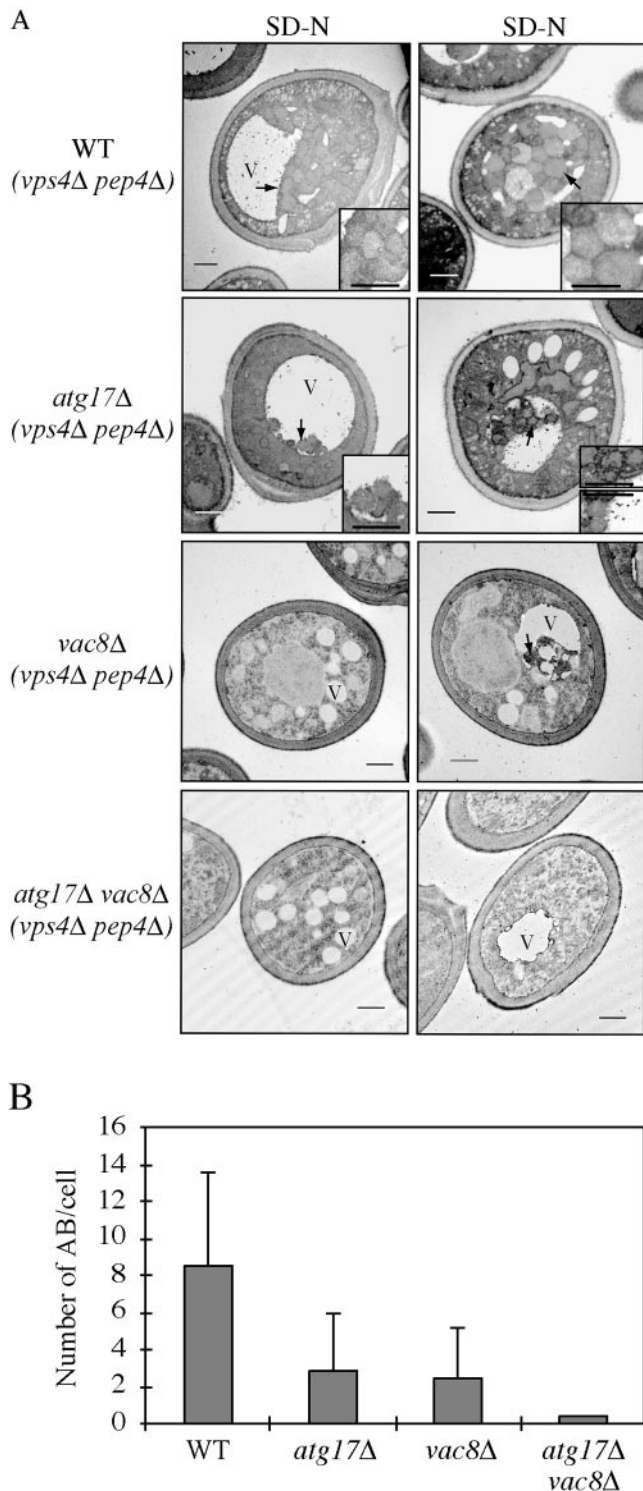 A
SD-N SD-N
WT
(vps4Δ pep4Δ)
V
atg17Δ
(vps4Δ pep4Δ)
V
vac8Δ
(vps4Δ pep4Δ)
V V
atg17Δ vac8Δ
(vps4Δ pep4Δ)
V V
B
Number of AB/cell
16
14
12
10
8
6
4
2
0
WT atg17Δ vac8Δ atg17Δ
vac8Δ